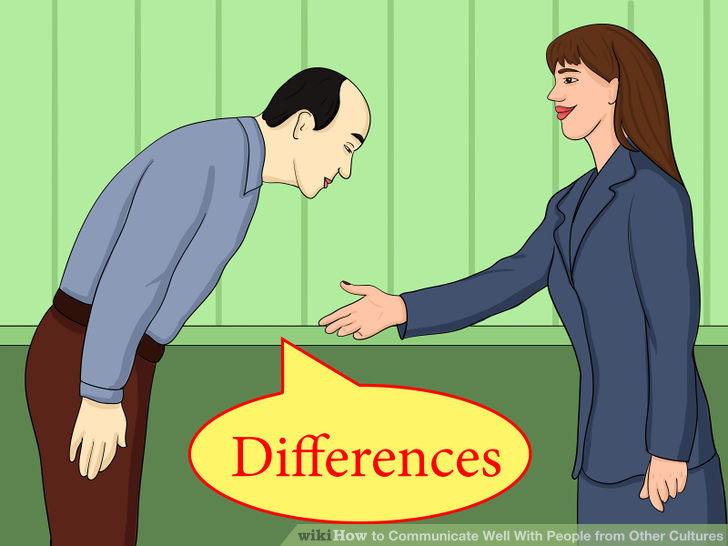 Differences
wikiHow to Communicate Well With People from Other Cultures